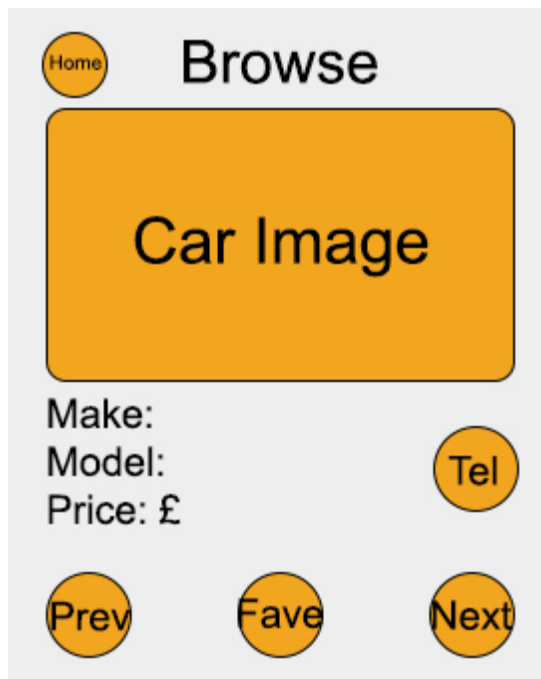 Home
Browse
Car Image
Make:
Model:
Price: £
Tel
Prev
Fave
Next